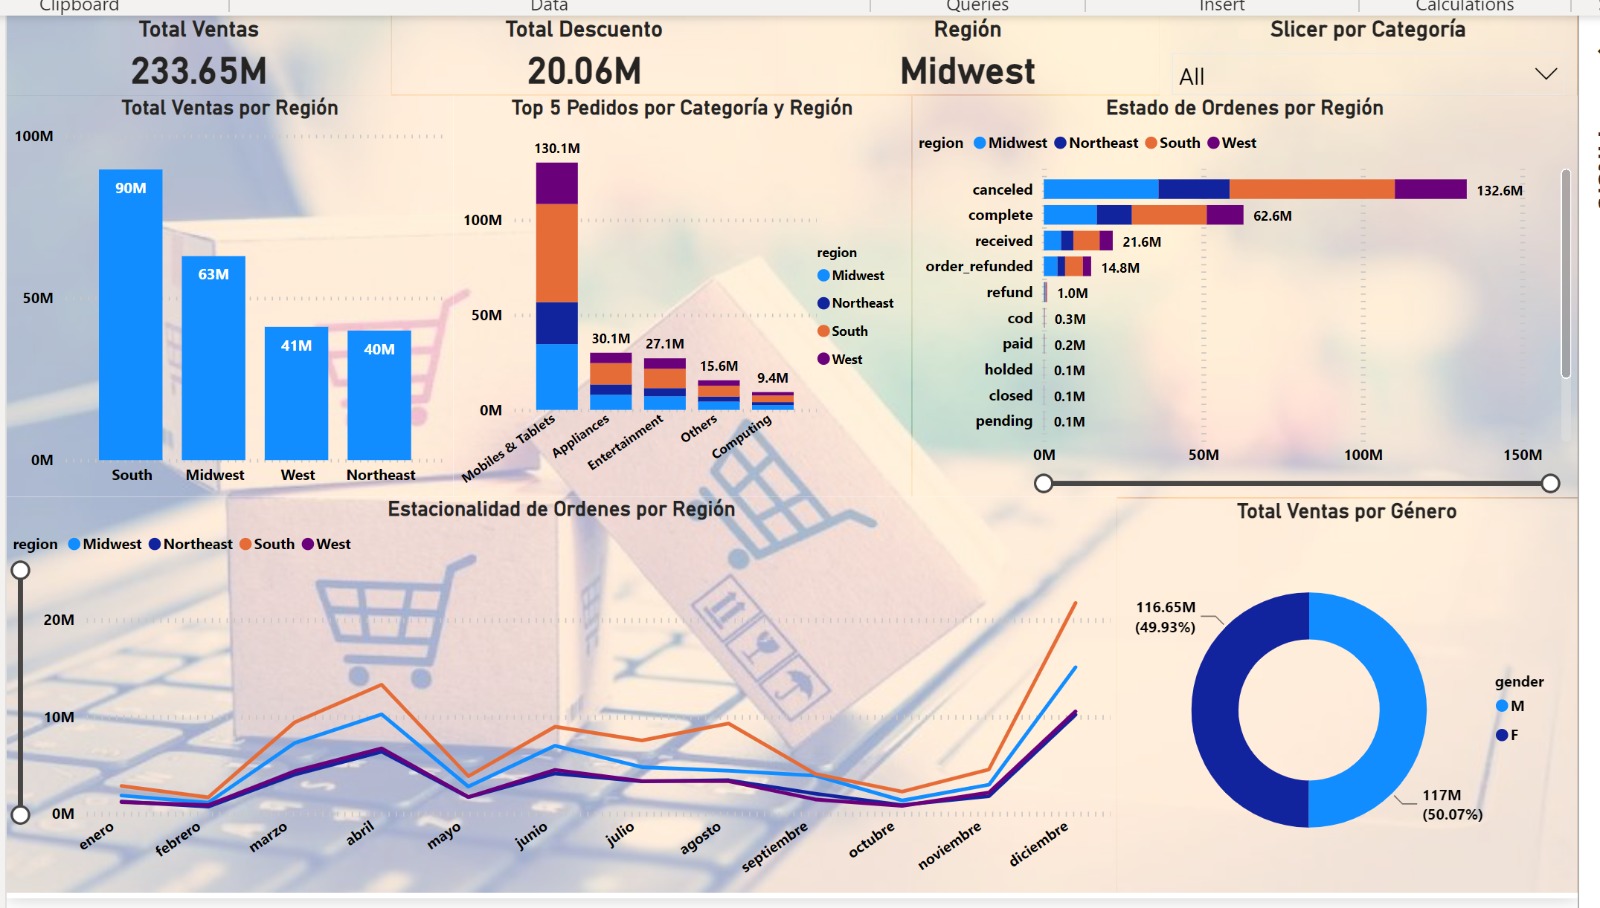 Clipboard
Data
Queries
Insert
Calculations
Total Ventas
233.65M
Total Descuento
20.06M
Región
Midwest
Slicer por Categoría
All
Total Ventas por Región
100M
50M
0M
90M
63M
41M
40M
South
Midwest
West
Northeast
Top 5 Pedidos por Categoría y Región
100M
50M
0M
130.1M
30.1M
27.1M
15.6M
9.4M
Mobiles & Tablets
Appliances
Entertainment
Others
Computing
region
Midwest
Northeast
South
West
Estado de Ordenes por Región
region Midwest Northeast South West
canceled 132.6M
complete 62.6M
received 21.6M
order_refunded 14.8M
refund 1.0M
cod 0.3M
paid 0.2M
holded 0.1M
closed 0.1M
pending 0.1M
0M 50M 100M 150M
Estacionalidad de Ordenes por Región
region Midwest Northeast South West
20M
10M
0M
enero
febrero
marzo
abril
mayo
junio
julio
agosto
septiembre
octubre
noviembre
diciembre
Total Ventas por Género
116.65M
(49.93%)
117M
(50.07%)
gender
M
F